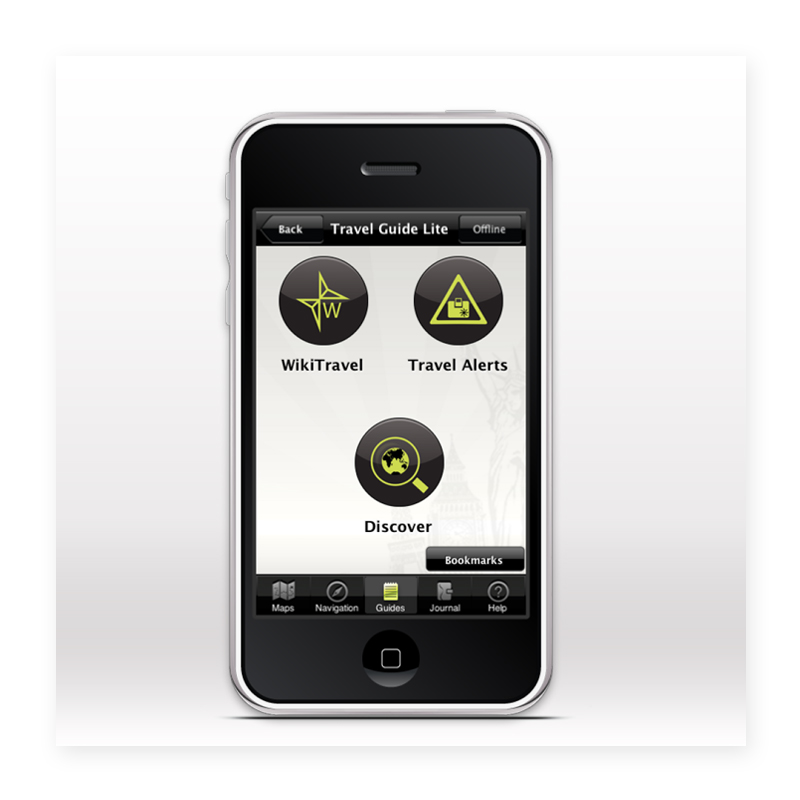 Back Travel Guide Lite Offline
W
WikiTravel Travel Alerts
Discover
Bookmarks
Maps Navigation Guides Journal Help